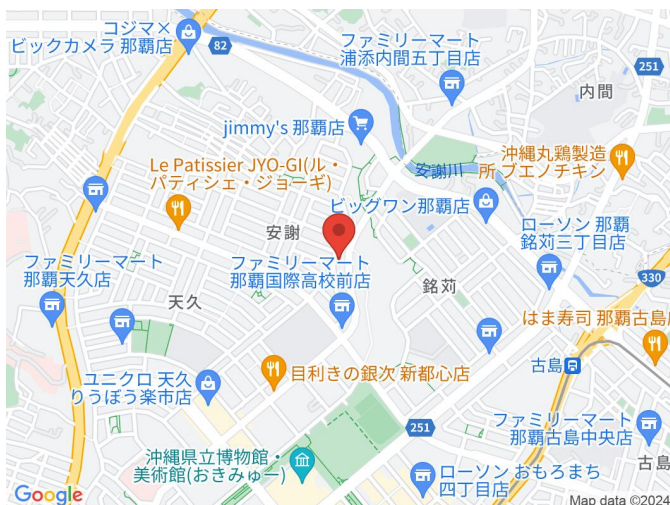 コジマ×
ビックカメラ 那覇店
82
ファミリーマート
浦添内間五丁目店
251
内間
jimmy's 那覇店
Le Patissier JYO-GI(ル・
パティシェ・ジョーギ)
安謝川
沖縄丸鶏製造
所 ブエノチキン
ビッグワン那覇店
安謝
ローソン 那覇
銘苅三丁目店
ファミリーマート
那覇天久店
ファミリーマート
那覇国際高校前店
銘苅
330
天久
はま寿司 那覇古島店
古島
目利きの銀次 新都心店
ユニクロ 天久
りうぼう楽市店
251
ファミリーマート
那覇古島中央店
沖縄県立博物館・
美術館(おきみゅー)
ローソン おもろまち
四丁目店
古島
Google
Map data ©2024